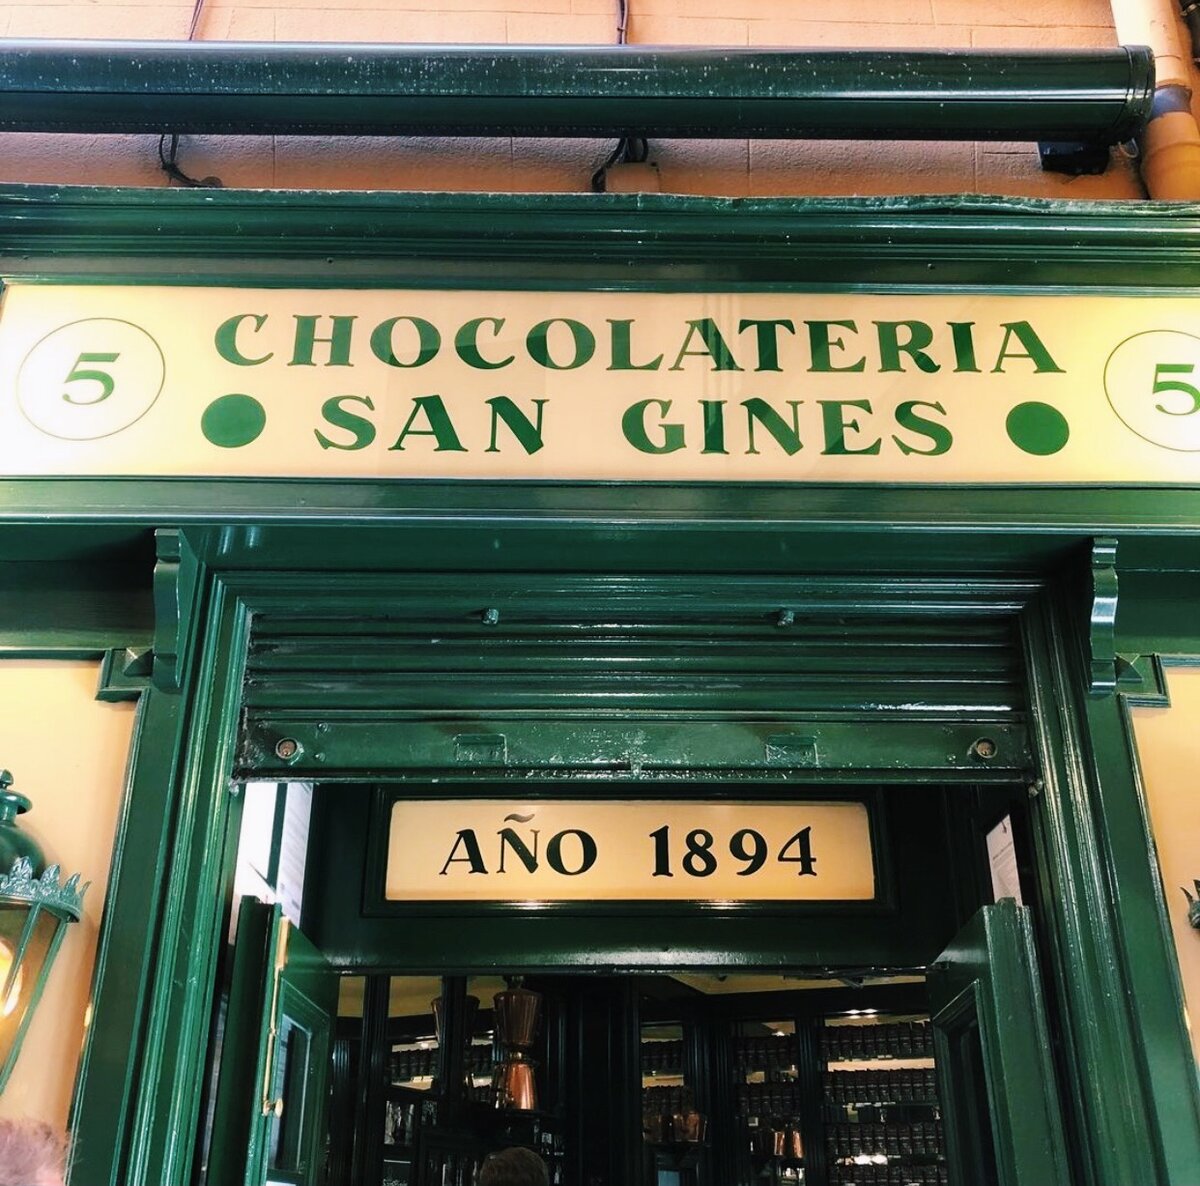 5
CHOCOLATERIA
SAN GINES
5
AÑO 1894